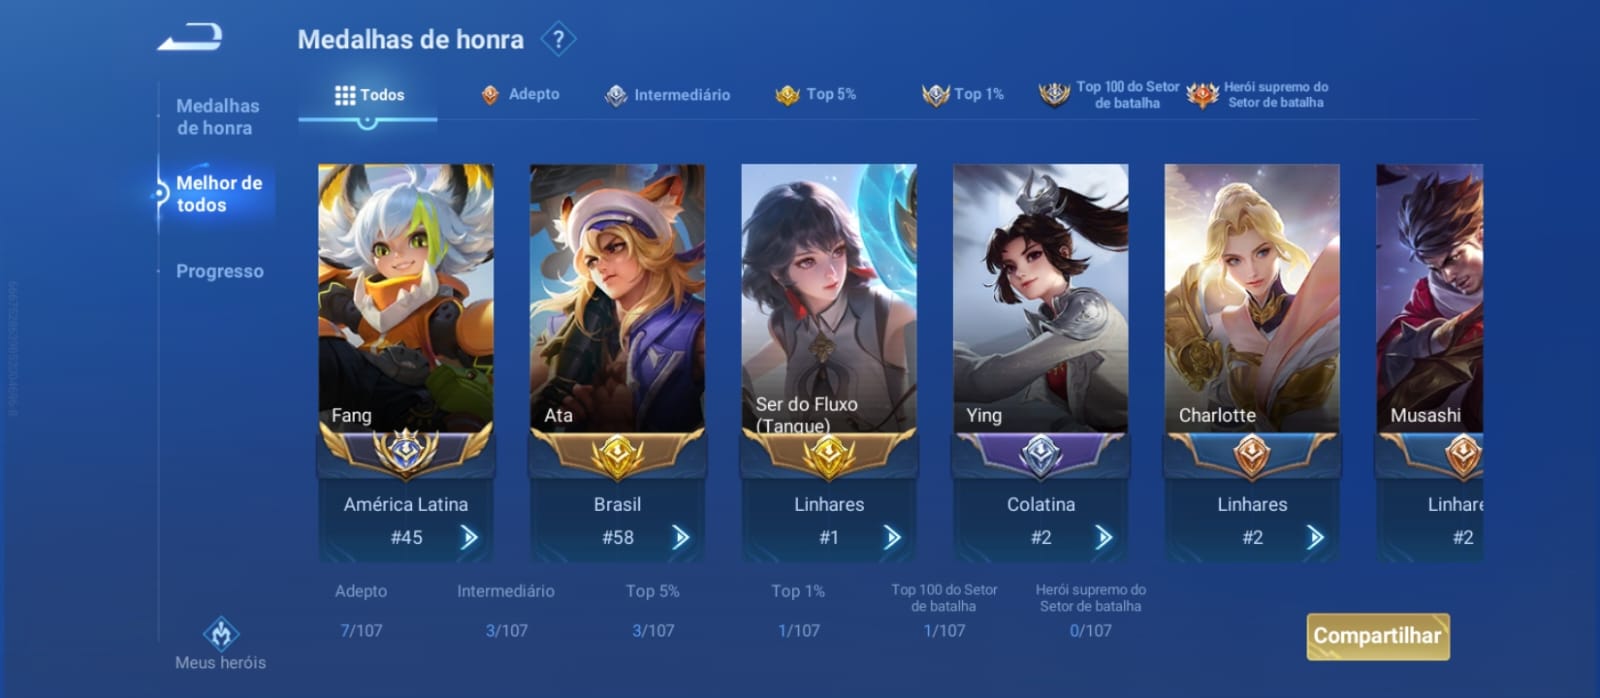 Medalhas de honra
?
Medalhas
de honra
Melhor de
todos
Progresso
Meus heróis
Todos
Adepto
Intermediário
Top 5%
Top 1%
Top 100 do Setor
de batalha
Herói supremo do
Setor de batalha
Fang
América Latina
#45
Ata
Brasil
#58
Ser do Fluxo
(Tanque)
Linhares
#1
Ying
Colatina
#2
Charlotte
Linhares
#2
Musashi
Linhare
#2
Adepto
7/107
Intermediário
3/107
Top 5%
3/107
Top 1%
1/107
Top 100 do Setor
de batalha
1/107
Herói supremo do
Setor de batalha
0/107
Compartilhar